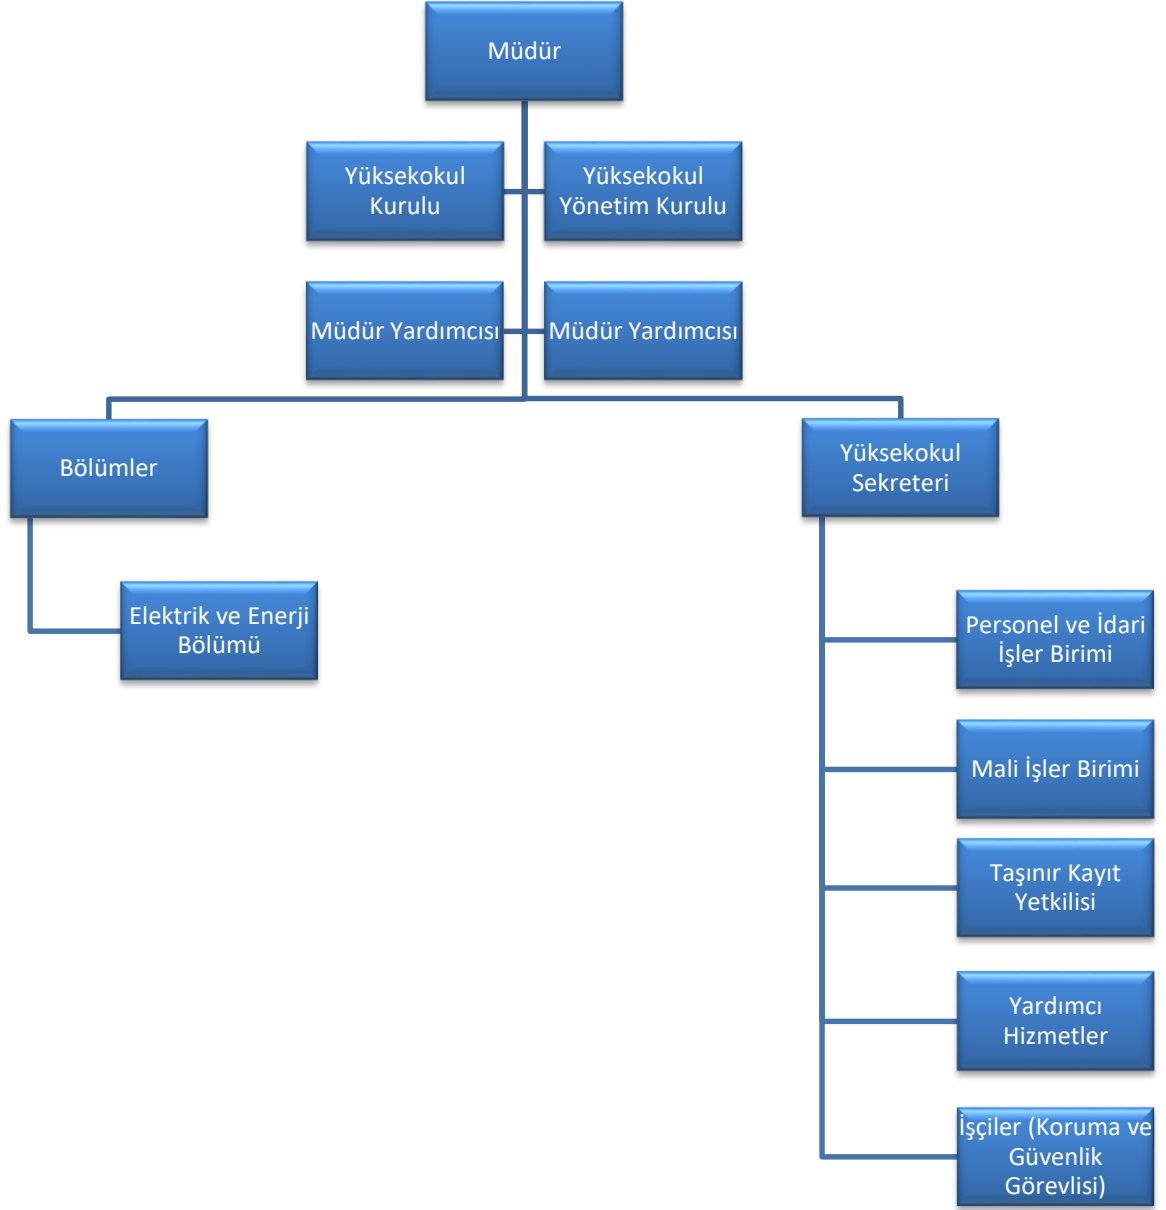 Müdür
Yüksekokul
Kurulu
Yüksekokul
Yönetim Kurulu
Müdür Yardımcısı
Müdür Yardımcısı
Bölümler
Yüksekokul
Sekreteri
Elektrik ve Enerji
Bölümü
Personel ve İdari
İşler Birimi
Mali İşler Birimi
Taşınır Kayıt
Yetkilisi
Yardımcı
Hizmetler
İşçiler (Koruma ve
Güvenlik
Görevlisi)